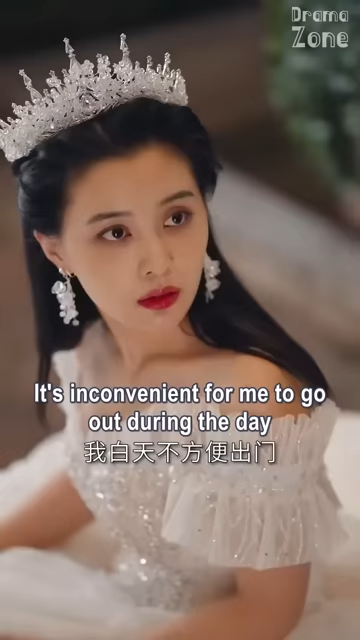 Drama
Zone
It's inconvenient for me to go
out during the day
我白天不方便出门